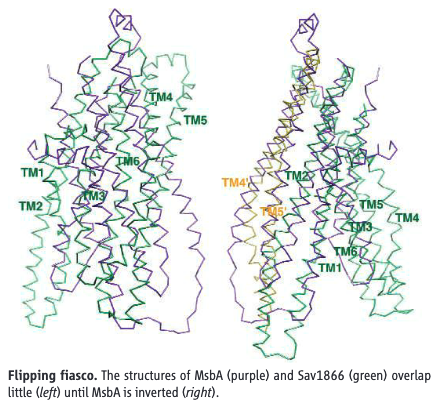 TM4
TM5
TM6
TM1
TM3
TM2
TM4'
TM2
TM5'
TM5
TM4
TM3
TM6
TM1
Flipping fiasco. The structures of MsbA (purple) and Sav1866 (green) overlap
little (left) until MsbA is inverted (right).